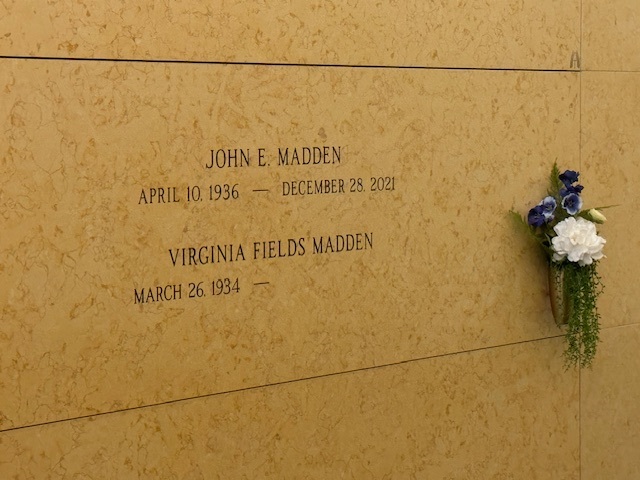 JOHN E. MADDEN
APRIL 10, 1936 — DECEMBER 28, 2021
VIRGINIA FIELDS MADDEN
MARCH 26, 1934 —